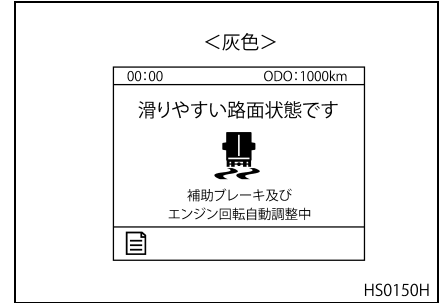 ＜灰色＞
00:00 ODO:1000km
滑りやすい路面状態です
補助ブレーキ及び
エンジン回転自動調整中
HS0150H